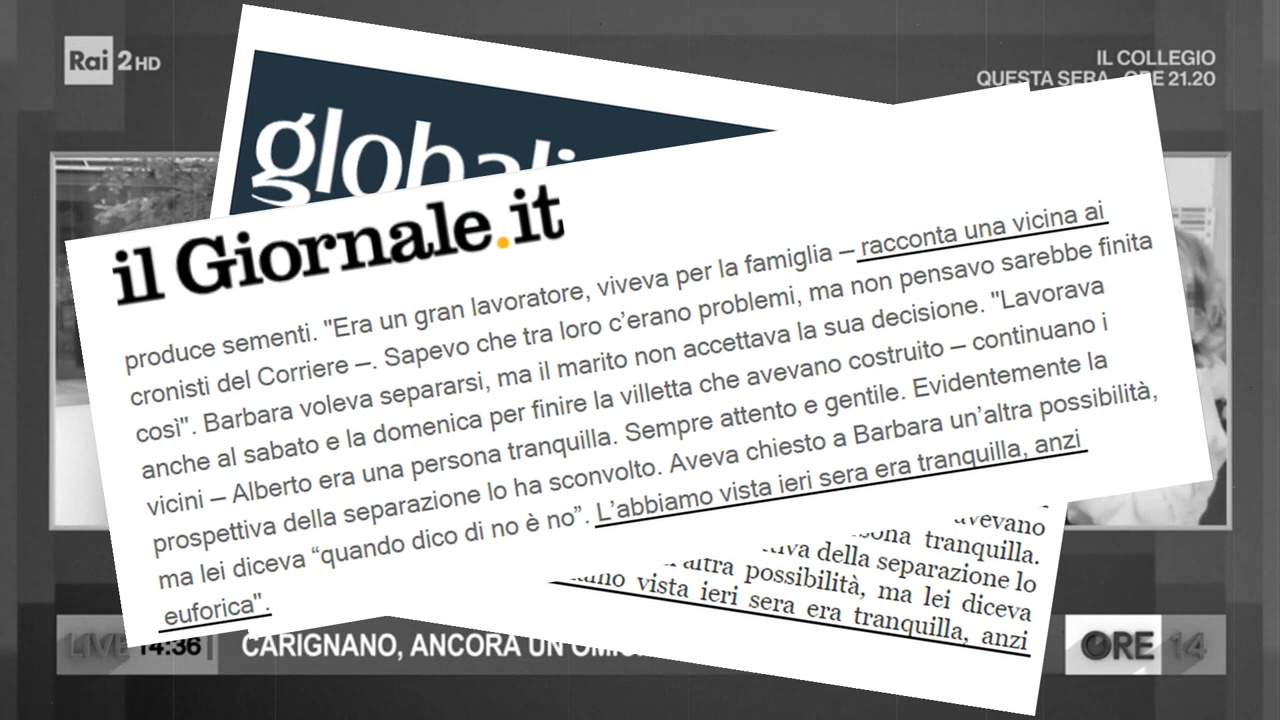 Rai 2HD
IL COLLEGIO
QUESTA SERA ORE 21.20
il Giornale.it
produce sementi. "Era un gran lavoratore, viveva per la famiglia – racconta una vicina ai
cronisti del Corriere –. Sapevo che tra loro c’erano problemi, ma non pensavo sarebbe finita
così". Barbara voleva separarsi, ma il marito non accettava la sua decisione. "Lavorava
anche al sabato e la domenica per finire la villetta che avevano costruito – continuano i
vicini – Alberto era una persona tranquilla. Sempre attento e gentile. Evidentemente la
prospettiva della separazione lo ha sconvolto. Aveva chiesto a Barbara un’altra possibilità,
ma lei diceva “quando dico di no è no”. L’abbiamo vista ieri sera era tranquilla, anzi
euforica".
avevano
tranquilla.
della separazione lo
altra possibilità, ma lei diceva
vista ieri sera era tranquilla, anzi
LIVE 14:36
CARIGNANO, ANCORA UN
ORE 14